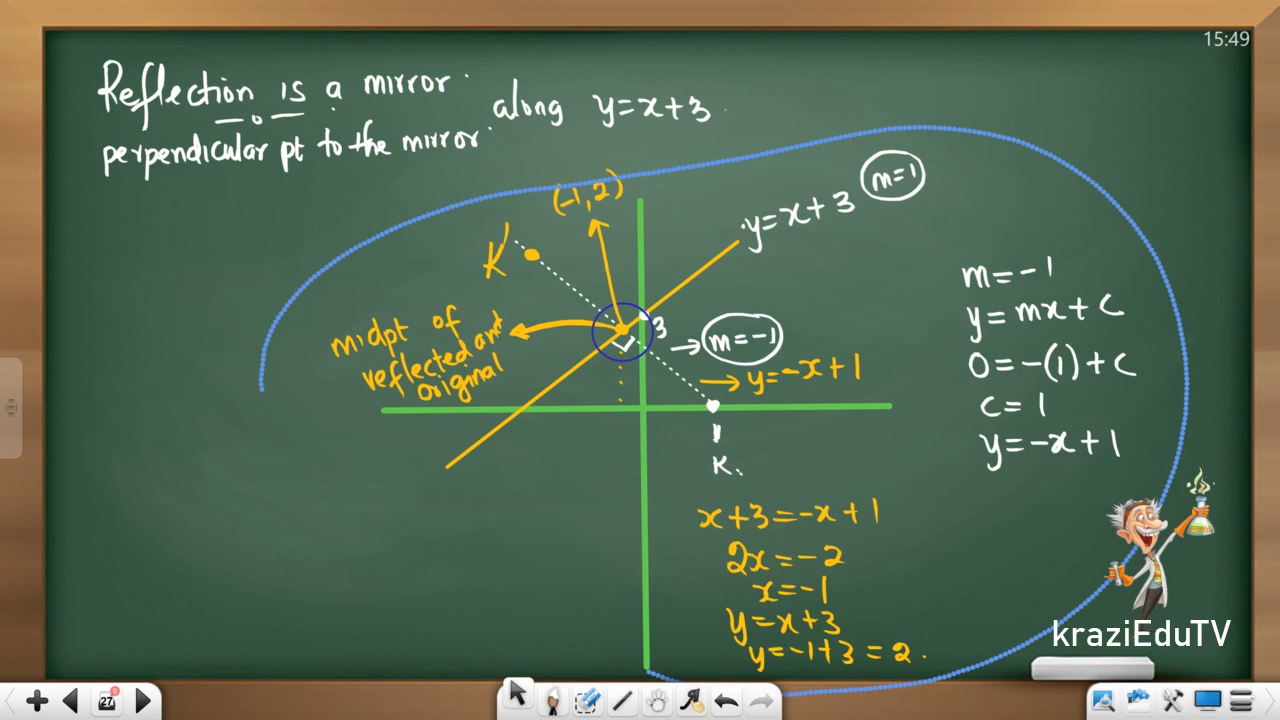 15:49
Reflection is a mirror
along y=x+3
perpendicular pt to the mirror
(-1,2)
y=x+3 m=1
K'
midpt of
reflected and
original
3
m=-1
y=-x+1
1
K
m=-1
y=mx+c
0=-(1)+c
c=1
y=-x+1
x+3=-x+1
2x=-2
x=-1
y=x+3
y=-1+3=2
kraziEduTV
27